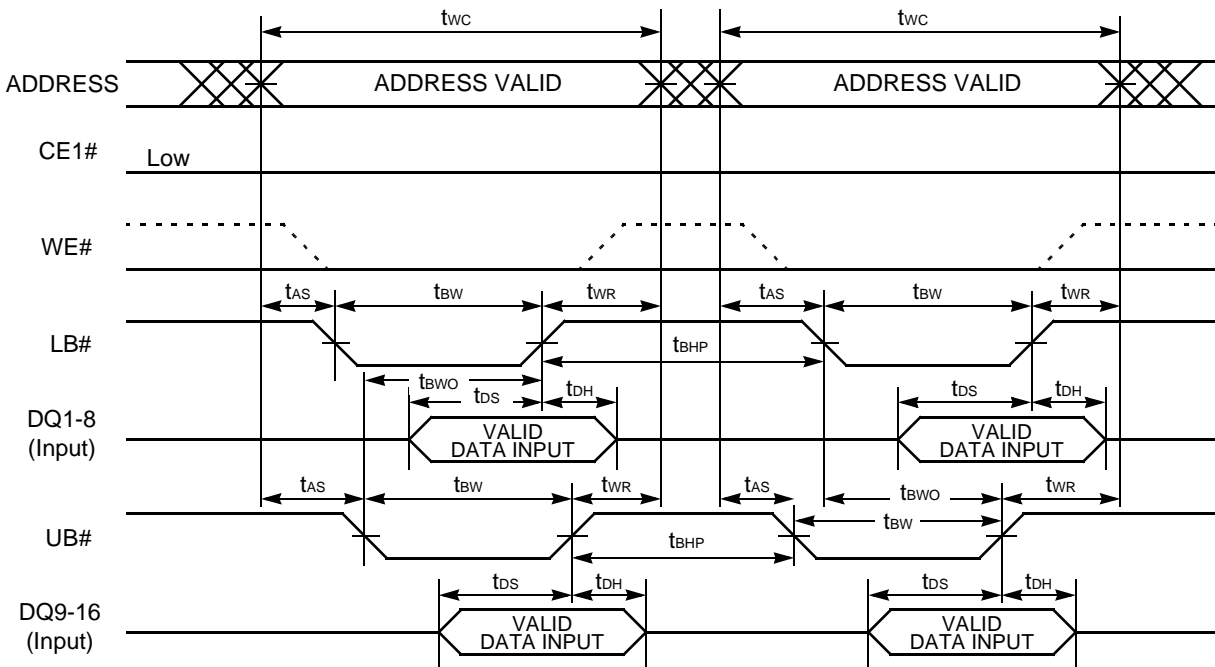 tWC tWC
ADDRESS ADDRESS VALID ADDRESS VALID
CE1# Low
WE#
tAS tBW tWR tAS tBW tWR
LB#
tBHP
tBWO
tDS tDH tDS tDH
DQ1-8
(Input)
VALID
DATA INPUT
VALID
DATA INPUT
tAS tBW tWR tAS tBWO tWR
tBW
UB#
tBHP
tDS tDH tDS tDH
DQ9-16
(Input)
VALID
DATA INPUT
VALID
DATA INPUT